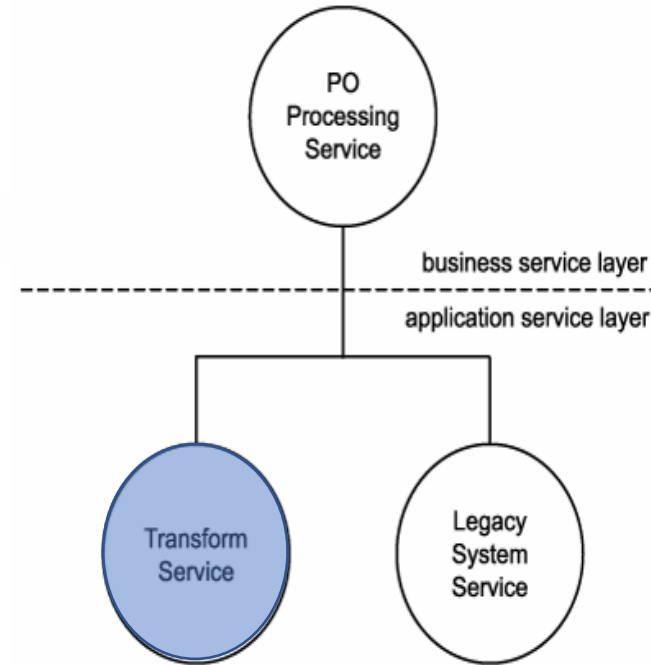 PO
Processing
Service
business service layer
application service layer
Transform
Service
Legacy
System
Service